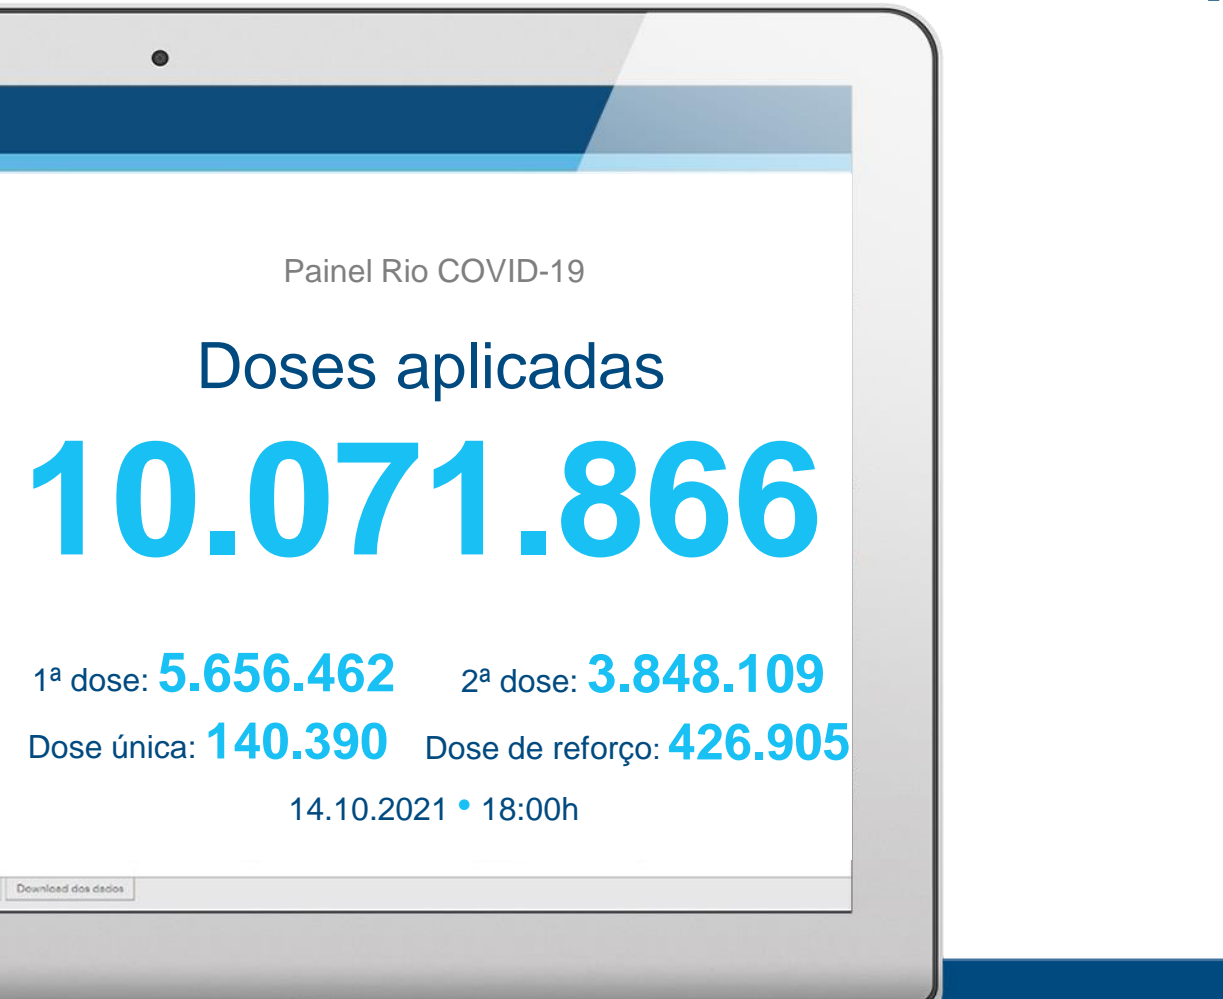 Painel Rio COVID-19
Doses aplicadas
10.071.866
1ª dose: 5.656.462 2ª dose: 3.848.109
Dose única: 140.390 Dose de reforço: 426.905
14.10.2021 • 18:00h
Download dos dados